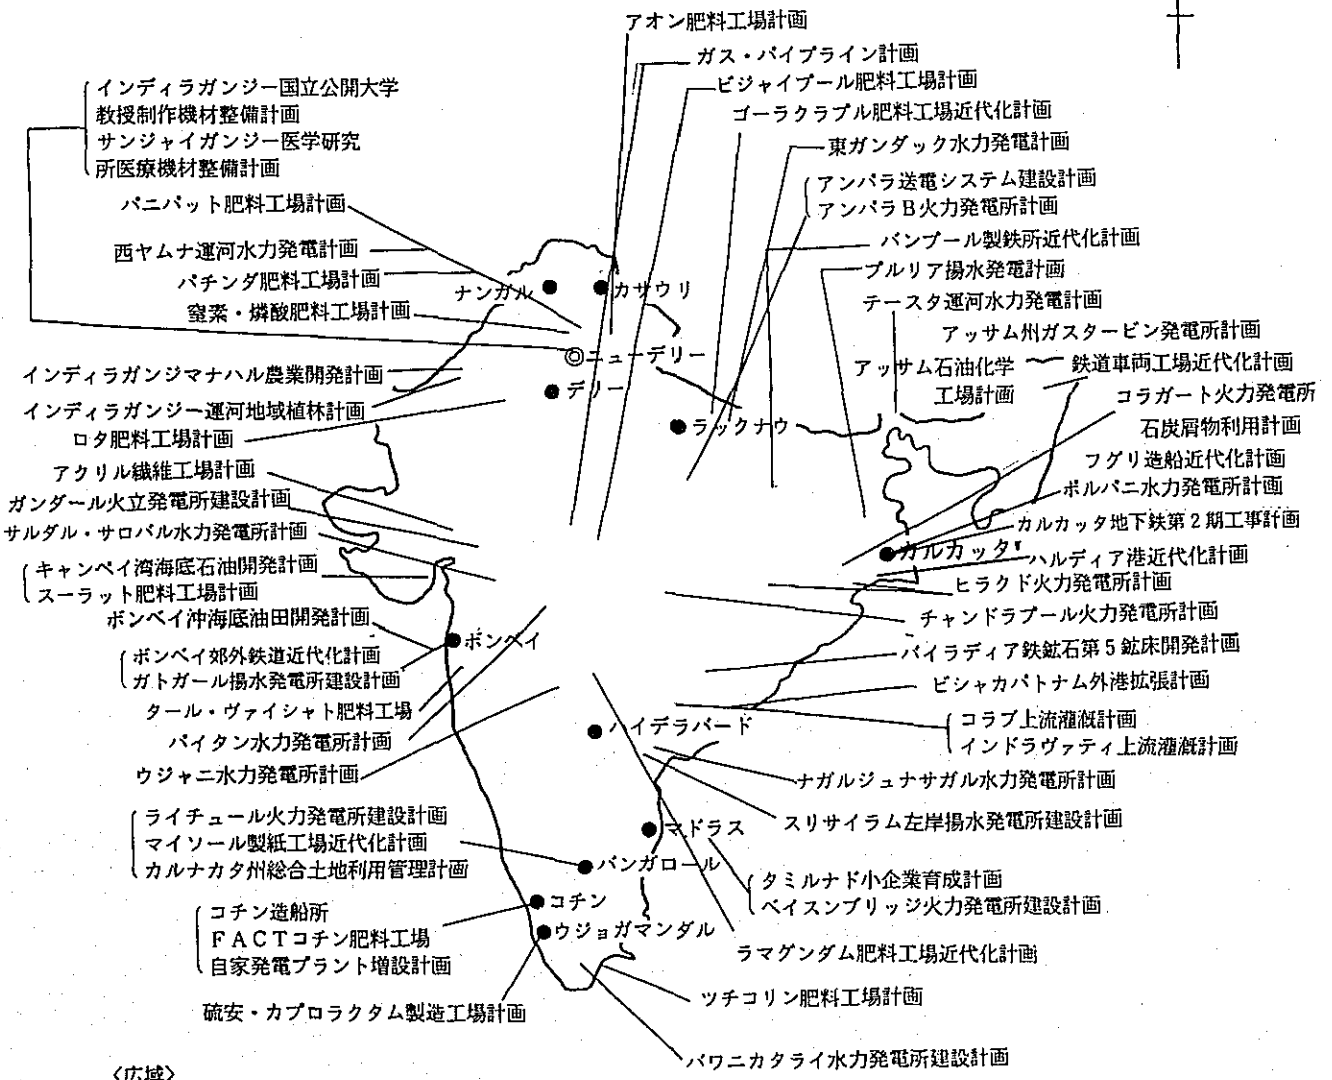 アオン肥料工場計画
ガス・パイプライン計画
ビジャイプール肥料工場計画
ゴーラクラプル肥料工場近代化計画
東ガンダック水力発電計画
アンパラ送電システム建設計画
アンパラB火力発電所計画
バンプール製鉄所近代化計画
プルリア揚水発電計画
テースタ運河水力発電計画
アッサム州ガスタービン発電所計画
アッサム石油化学
工場計画
鉄道車両工場近代化計画
コラガート火力発電所
石炭屑物利用計画
フグリ造船近代化計画
ボルパニ水力発電所計画
カルカッタ地下鉄第2期工事計画
ハルディア港近代化計画
ヒラクド火力発電所計画
チャンドラプール火力発電所計画
バイラディア鉄鉱石第5鉱床開発計画
ビシャカパトナム外港拡張計画
コラブ上流灌漑計画
インドラヴァティ上流灌漑計画
ナガルジュナサガル水力発電所計画
スリサイラム左岸揚水発電所建設計画
タミルナド小企業育成計画
ベイスンブリッジ火力発電所建設計画
ラマグンダム肥料工場近代化計画
ツチコリン肥料工場計画
パワニカタライ水力発電所建設計画
インディラガンジー国立公開大学
教授制作機材整備計画
サンジャイガンジー医学研究
所医療機材整備計画
パニパット肥料工場計画
西ヤムナ運河水力発電計画
バチンダ肥料工場計画
窒素・燐酸肥料工場計画
インディラガンジマナハル農業開発計画
インディラガンジー運河地域植林計画
ロタ肥料工場計画
アクリル繊維工場計画
ガンダール火立発電所建設計画
サルダル・サロバル水力発電所計画
キャンベイ湾海底石油開発計画
スーラット肥料工場計画
ボンベイ沖海底油田開発計画
ボンベイ郊外鉄道近代化計画
ガトガール揚水発電所建設計画
タール・ヴァイシャト肥料工場
パイタン水力発電所計画
ウジャニ水力発電所計画
ライチュール火力発電所建設計画
マイソール製紙工場近代化計画
カルナカタ州総合土地利用管理計画
コチン造船所
FACTコチン肥料工場
自家発電プラント増設計画
硫安・カプロラクタム製造工場計画
ナンガル
カサウリ
ニューデリー
デリー
ラックナウ
カルカッタ
ボンベイ
ハイデラバード
マドラス
バンガロール
コチン
ウジョガマンダル
〈広域〉